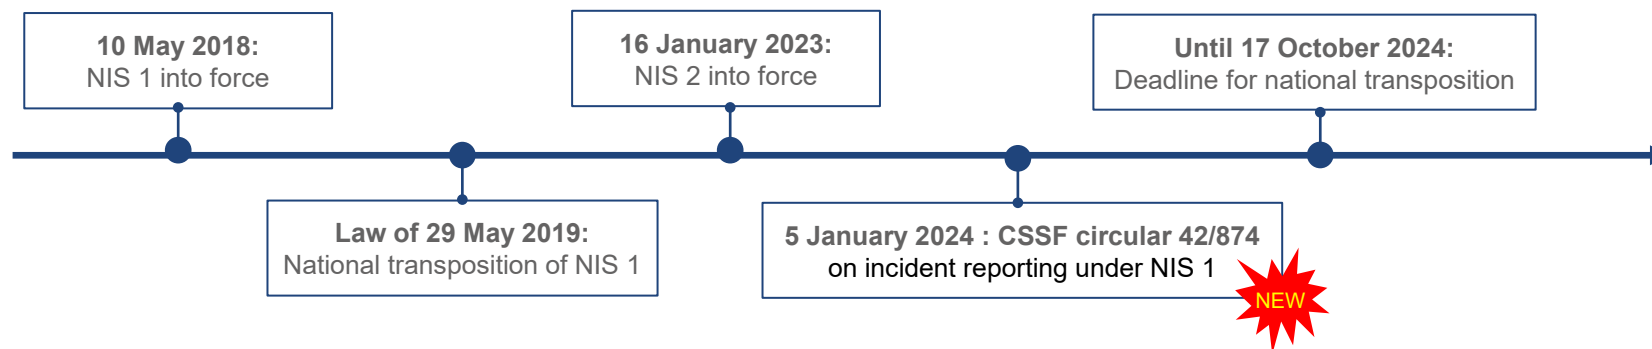 10 May 2018:
NIS 1 into force
16 January 2023:
NIS 2 into force
Until 17 October 2024:
Deadline for national transposition
Law of 29 May 2019:
National transposition of NIS 1
5 January 2024 : CSSF circular 42/874
on incident reporting under NIS 1
NEW